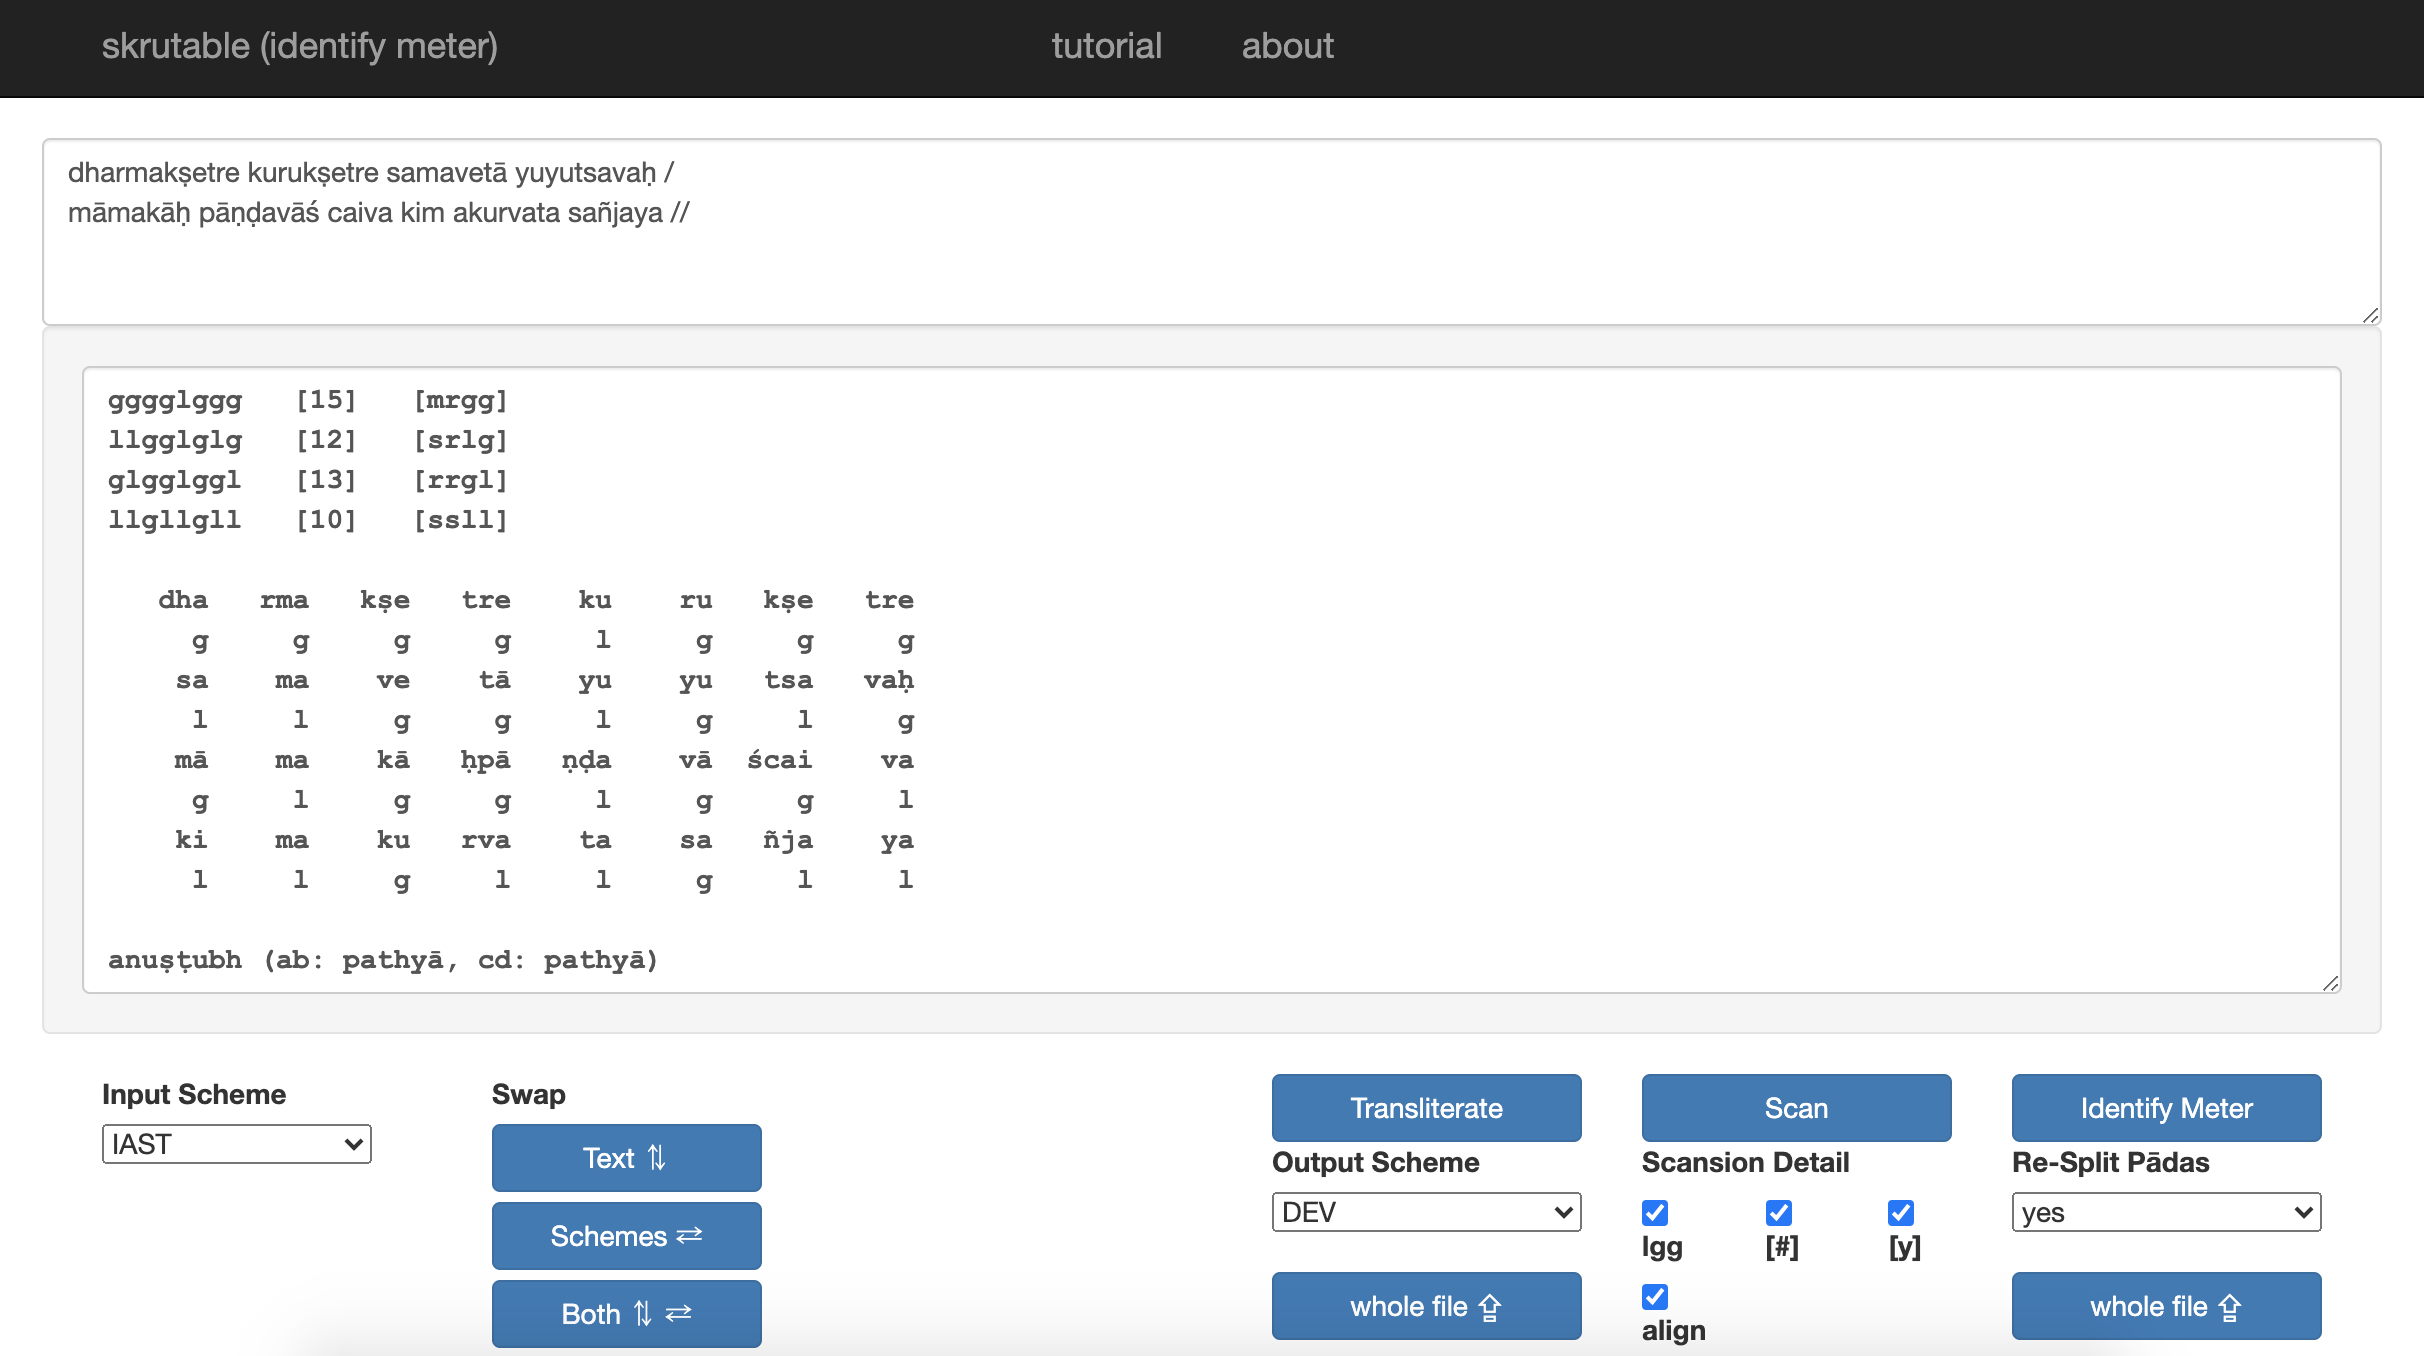 skrutable (identify meter) tutorial about
dharmakṣetre kurukṣetre samavetā yuyutsavaḥ /
māmakāḥ pāṇḍavāś caiva kim akurvata sañjaya //
gggglggg [15] [mrgg]
llgglglg [12] [srlg]
glgglggl [13] [rrgl]
llgllgll [10] [ssll]
dha rma kṣe tre ku ru kṣe tre
g g g g l g g g
sa ma ve tā yu yu tsa vaḥ
l l g g l g l g
mā ma kā ḥpā ṇḍa vā ścai va
g l g g l g g l
ki ma ku rva ta sa ñja ya
l l g l l g l l
anuṣṭubh (ab: pathyā, cd: pathyā)
Input Scheme Swap Transliterate Scan Identify Meter
IAST Text ⇅ Output Scheme Scansion Detail Re-Split Pādas
Schemes ⇄ DEV lgg [#] [y] yes
Both ⇅ ⇄ whole file align whole file